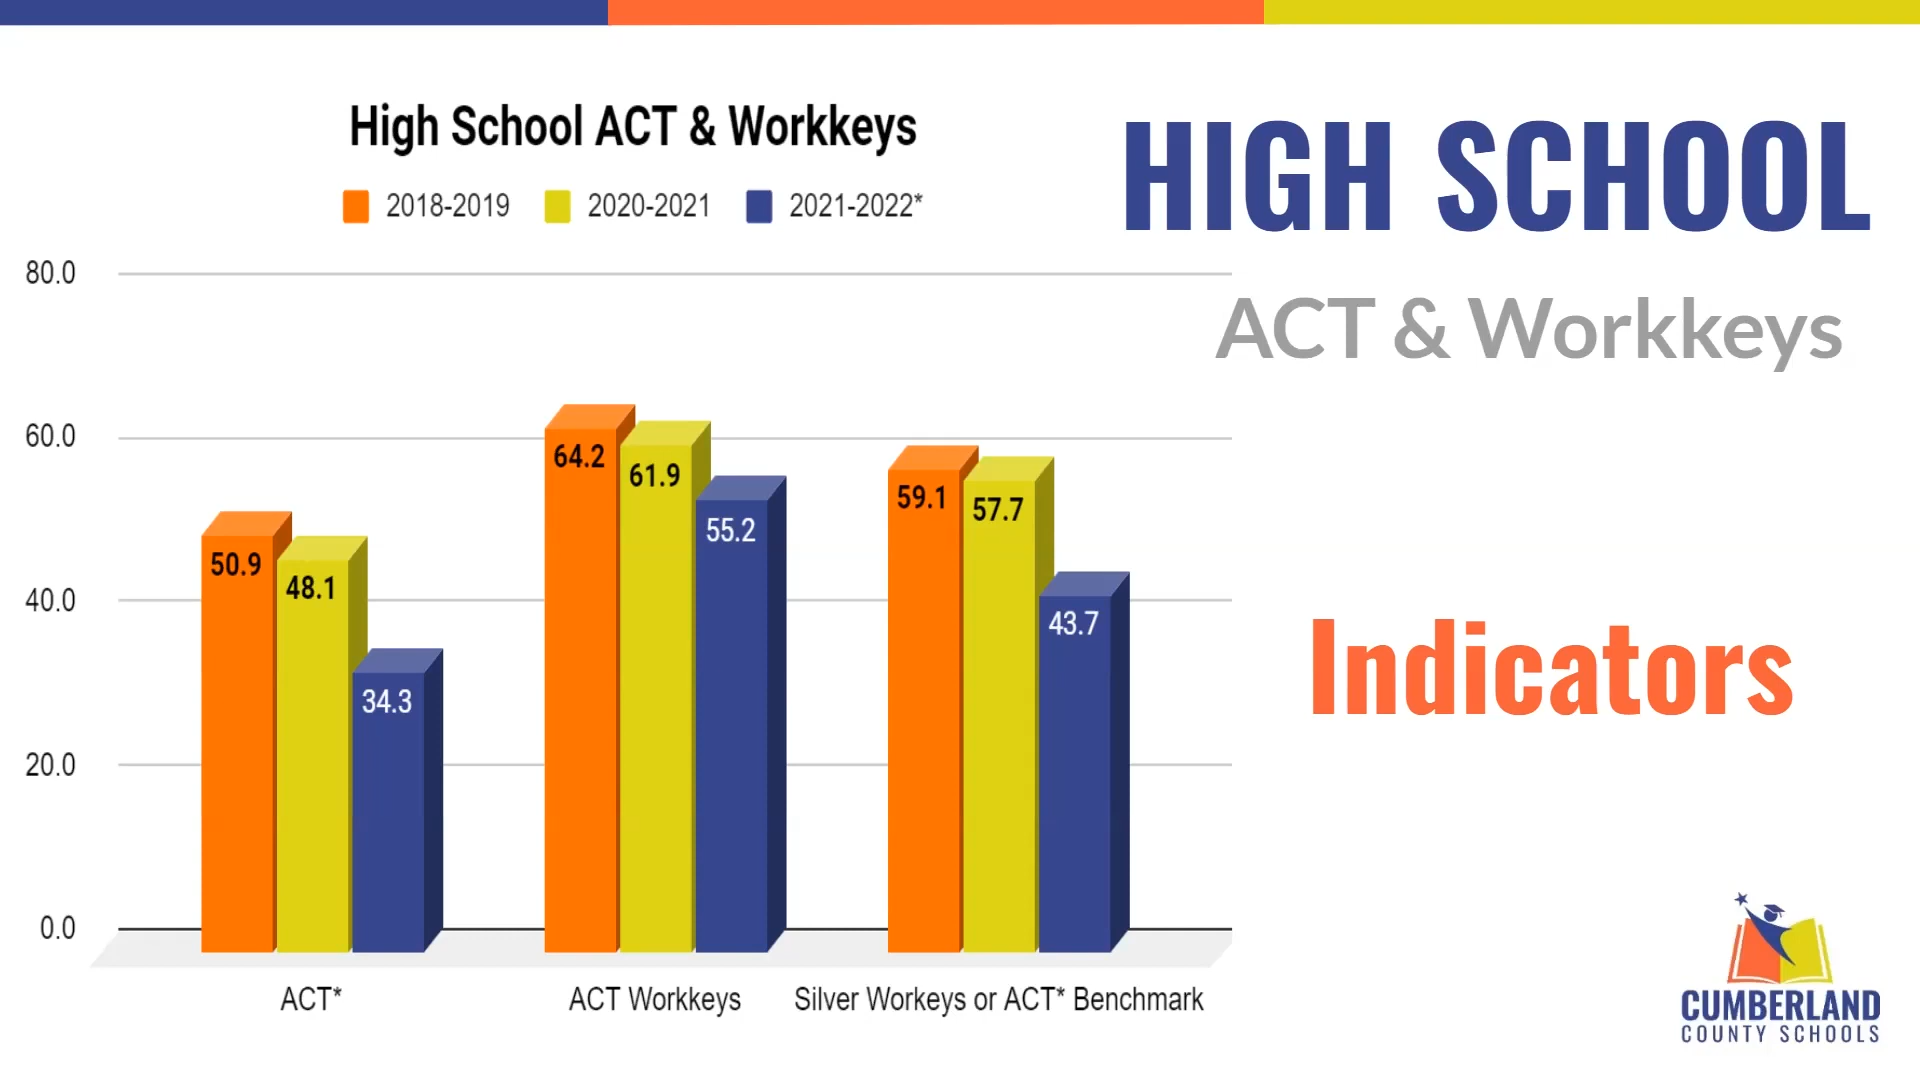 High School ACT & Workkeys
2018-2019 2020-2021 2021-2022*
80.0
60.0
40.0
20.0
0.0
50.9
48.1
34.3
64.2
61.9
55.2
59.1
57.7
43.7
ACT* ACT Workkeys Silver Workeys or ACT* Benchmark
HIGH SCHOOL
ACT & Workkeys
Indicators
CUMBERLAND
COUNTY SCHOOLS